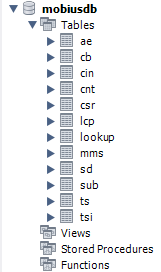 mobiusdb
Tables
ae
cb
cin
cnt
csr
lcp
lookup
mms
sd
sub
ts
tsi
Views
Stored Procedures
Functions